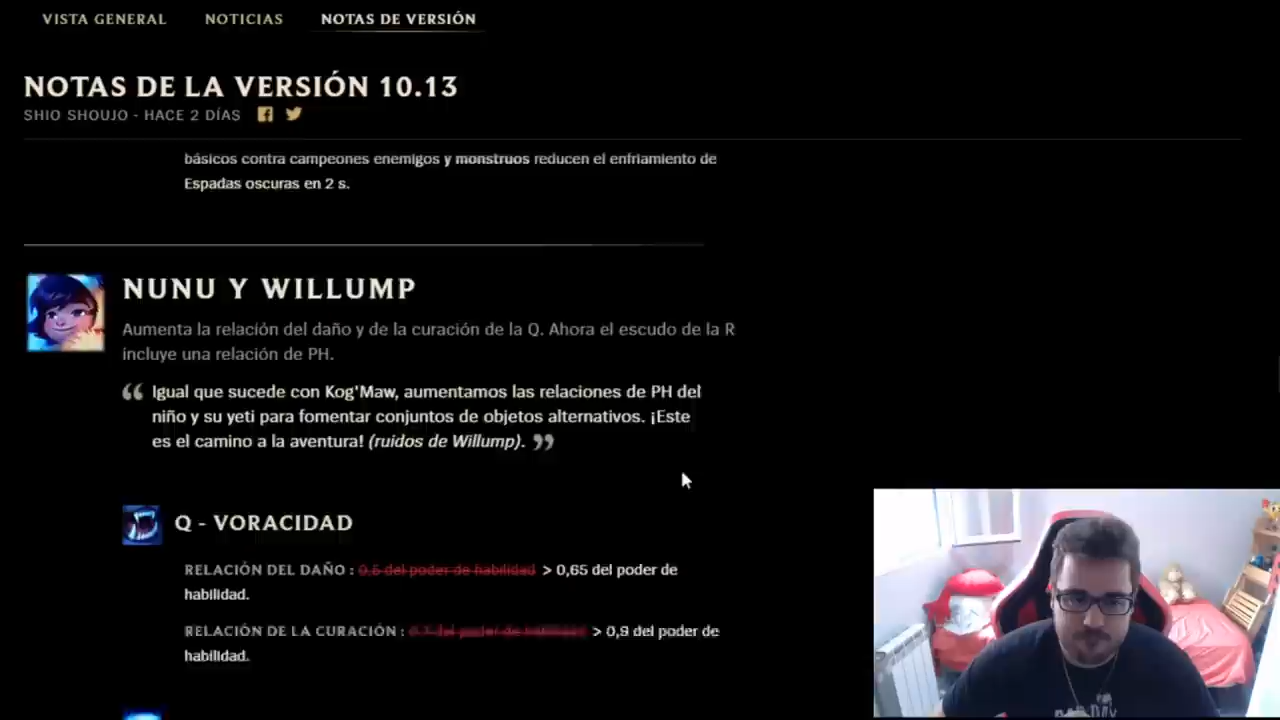 VISTA GENERAL NOTICIAS NOTAS DE VERSIÓN
NOTAS DE LA VERSIÓN 10.13
SHIO SHOUJO - HACE 2 DÍAS
básicos contra campeones enemigos y monstruos reducen el enfriamiento de
Espadas oscuras en 2 s.
NUNU Y WILLUMP
Aumenta la relación del daño y de la curación de la Q. Ahora el escudo de la R
incluye una relación de PH.
“ Igual que sucede con Kog'Maw, aumentamos las relaciones de PH del
niño y su yeti para fomentar conjuntos de objetos alternativos. ¡Este
es el camino a la aventura! (ruidos de Willump). ”
Q - VORACIDAD
RELACIÓN DEL DAÑO : del poder de habilidad > 0,65 del poder de
habilidad.
RELACIÓN DE LA CURACIÓN : del poder de habilidad > 0,9 del poder de
habilidad.